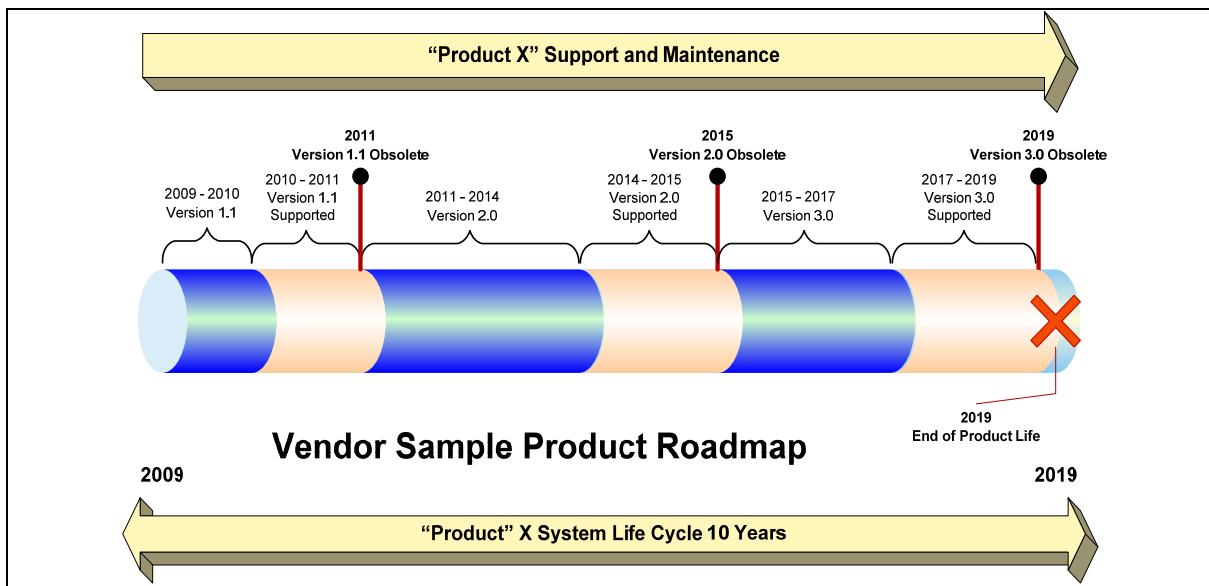 “Product X” Support and Maintenance
2011
Version 1.1 Obsolete
2015
Version 2.0 Obsolete
2019
Version 3.0 Obsolete
2009 - 2010
Version 1.1
2010 - 2011
Version 1.1
Supported
2011 - 2014
Version 2.0
2014 - 2015
Version 2.0
Supported
2015 - 2017
Version 3.0
2017 - 2019
Version 3.0
Supported
2019
End of Product Life
Vendor Sample Product Roadmap
2009
2019
“Product” X System Life Cycle 10 Years